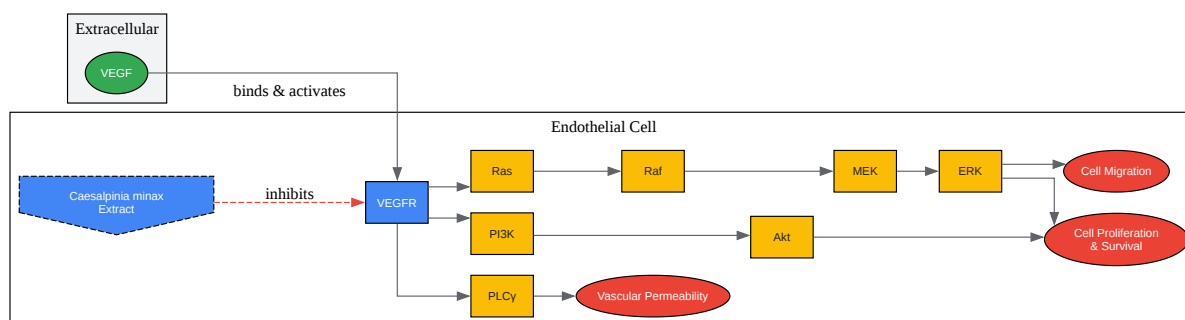 Extracellular
VEGF
binds & activates
Endothelial Cell
Ras
Raf
MEK
ERK
Cell Migration
Caesalpinia minax
Extract
inhibits
VEGFR
PI3K
Akt
Cell Proliferation
& Survival
PLCγ
Vascular Permeability